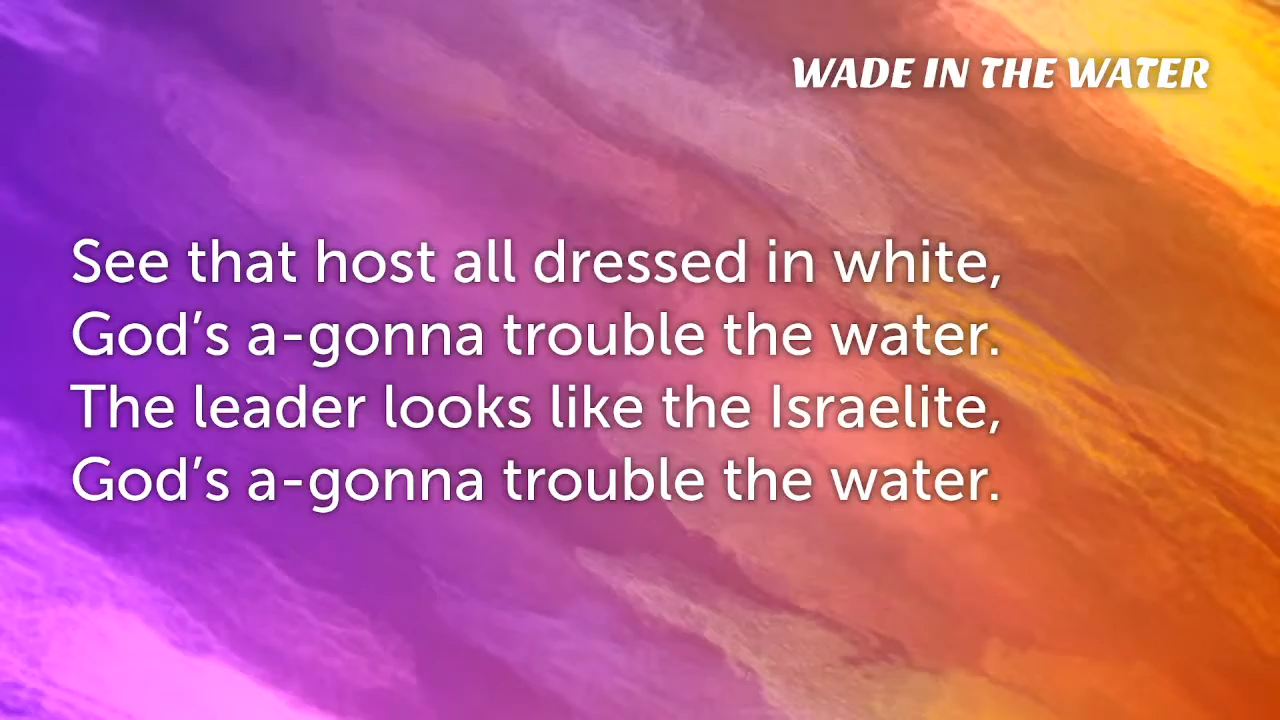 WADE IN THE WATER
See that host all dressed in white,
God’s a-gonna trouble the water.
The leader looks like the Israelite,
God’s a-gonna trouble the water.